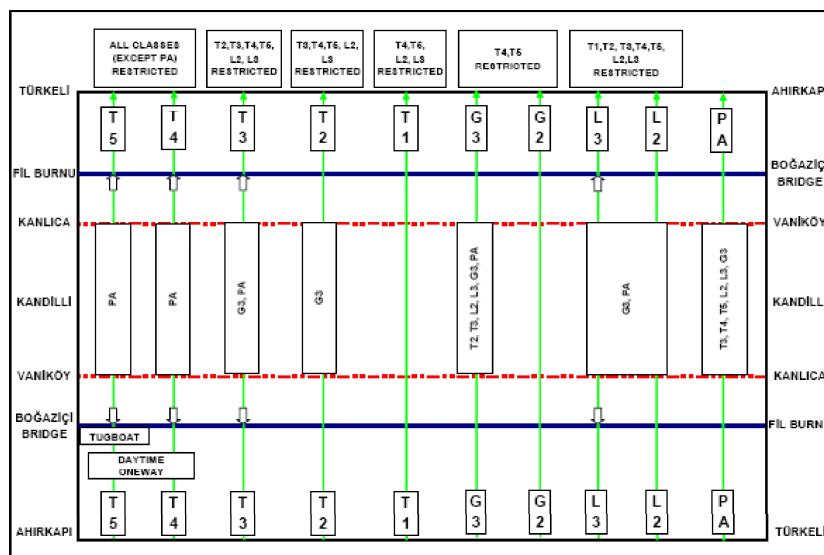 ALL CLASSES
(EXCEPT PA)
RESTRICTED
T2,T3,T4,T5,
L2, L3
RESTRICTED
T3,T4,T5, L2,
L3
RESTRICTED
T4,T5,
L2, L3
RESTRICTED
T4,T5
RESTRICTED
T1,T2, T3,T4,T5,
L2,L3
RESTRICTED
TÜRKELİ
AHIRKAPI
T
5
T
4
T
3
T
2
T
1
G
3
G
2
L
3
L
2
P
A
FİL BURNU
BOĞAZİÇİ
BRIDGE
KANLICA
VANİKÖY
KANDİLLİ
PA
PA
G3, PA
G3
T2, T3, L2, L3, G3, PA
G3, PA
T3, T4, T5, L2, L3, G3
KANDİLLİ
VANİKÖY
KANLICA
BOĞAZİÇİ
BRIDGE
FİL BURNU
TUGBOAT
DAYTIME
ONEWAY
T
5
T
4
T
3
T
2
T
1
G
3
G
2
L
3
L
2
P
A
AHIRKAPI
TÜRKELİ